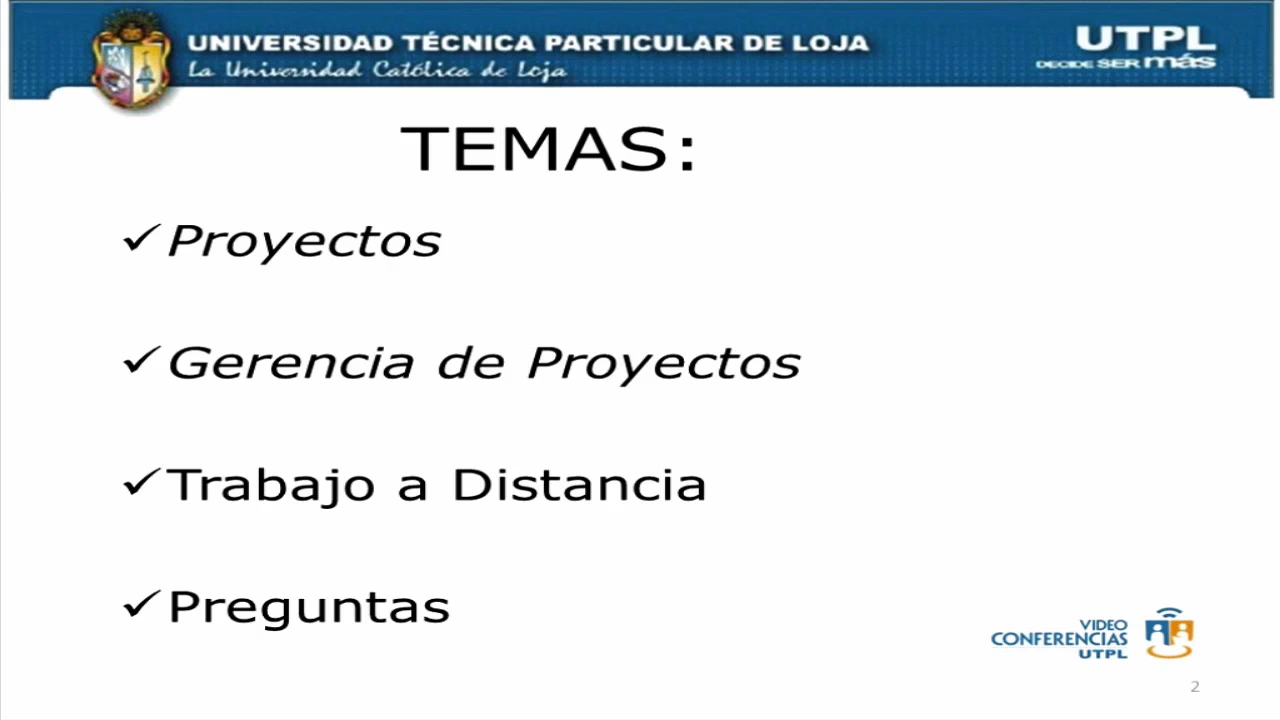 UNIVERSIDAD TÉCNICA PARTICULAR DE LOJA
La Universidad Católica de Loja
UTPL
DECIDE SER más
TEMAS:
✓Proyectos
✓Gerencia de Proyectos
✓Trabajo a Distancia
✓Preguntas
VIDEO
CONFERENCIAS
UTPL
2